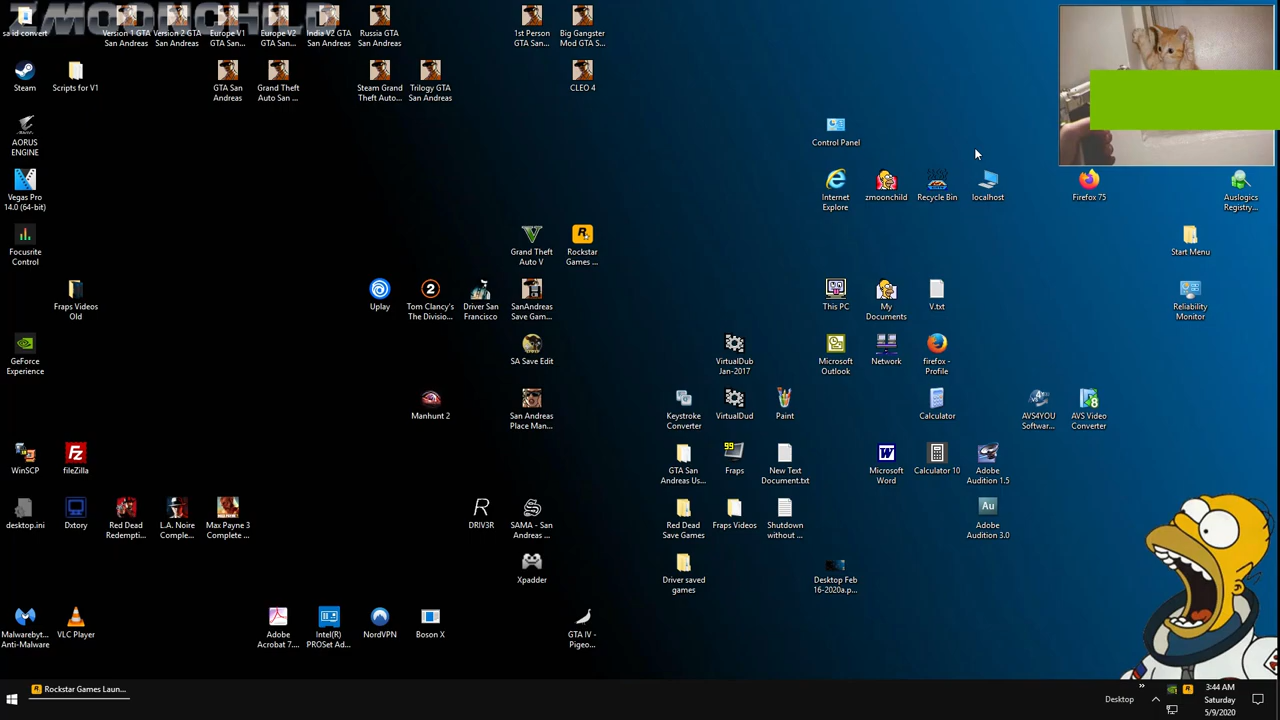 ZMOONCHILD
sa id convert
Version 1 GTA
San Andreas
Version 2 GTA
San Andreas
Europe V1
GTA San...
Europe V2
GTA San...
India V2 GTA
San...
Russia GTA
San...
1st Person
GTA San...
Big Gangster
Mod GTA S...
Steam
Scripts for V1
GTA San
Andreas
Grand Theft
Auto San ...
Steam Grand
Theft Auto...
Trilogy GTA
San Andreas
CLEO 4
AORUS
ENGINE
Control Panel
Vegas Pro
14.0 (64-bit)
Internet
Explore
zmoonchild
Recycle Bin
localhost
Firefox 75
Auslogics
Registry...
Focusrite
Control
Grand Theft
Auto V
Rockstar
Games ...
Start Menu
Fraps Videos
Old
Uplay
Tom Clancy's
The Divisio...
Driver San
Francisco
SanAndreas
Save Gam...
This PC
My
Documents
V.txt
Reliability
Monitor
GeForce
Experience
SA Save Edit
VirtualDub
Jan-2017
Microsoft
Outlook
Network
firefox -
Profile
Manhunt 2
San Andreas
Place Man...
Keystroke
Converter
VirtualDud
Paint
Calculator
AVS4YOU
Softwar...
8
AVS Video
Converter
WinSCP
Fz
fileZilla
GTA San
Andreas Us...
99
Fraps
New Text
Document.txt
W
Microsoft
Word
Calculator 10
Adobe
Audition 1.5
desktop.ini
Dxtory
Red Dead
Redempti...
L.A. Noire
Comple...
Max Payne 3
Complete ...
R
DRIV3R
SAMA - San
Andreas ...
Red Dead
Save Games
Fraps Videos
Shutdown
without ...
Au
Adobe
Audition 3.0
Xpadder
Driver saved
games
Desktop Feb
16-2020a.p...
Malwarebyt...
Anti-Malware
VLC Player
Adobe
Acrobat 7....
Intel(R)
PROSet Ad...
NordVPN
Boson X
GTA IV -
Pigeo...
Rockstar Games Laun...
Desktop
3:44 AM
Saturday
5/9/2020